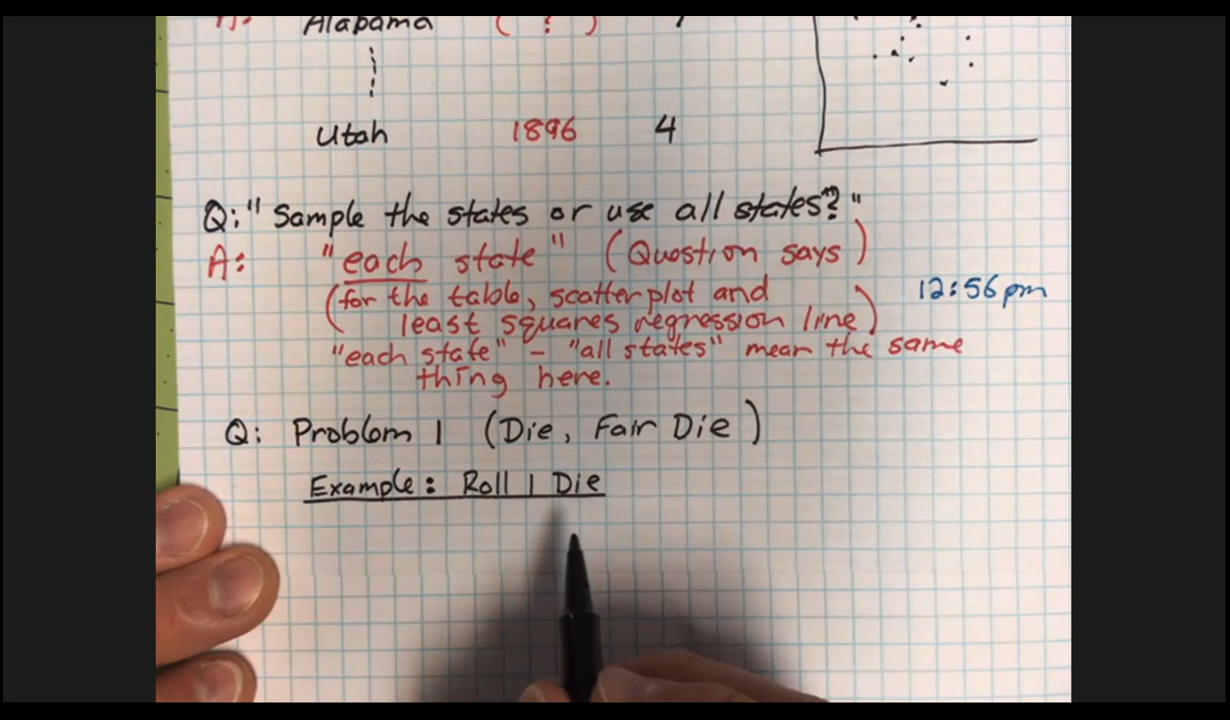 A: Alabama ( ? )
Utah 1896 4
Q: "Sample the states or use all states?"
A: "each state" (Question says)
(for the table, scatterplot and
least squares regression line)
12:56pm
"each state" - "all states" mean the same
thing here.
Q: Problem 1 (Die, Fair Die)
Example: Roll 1 Die